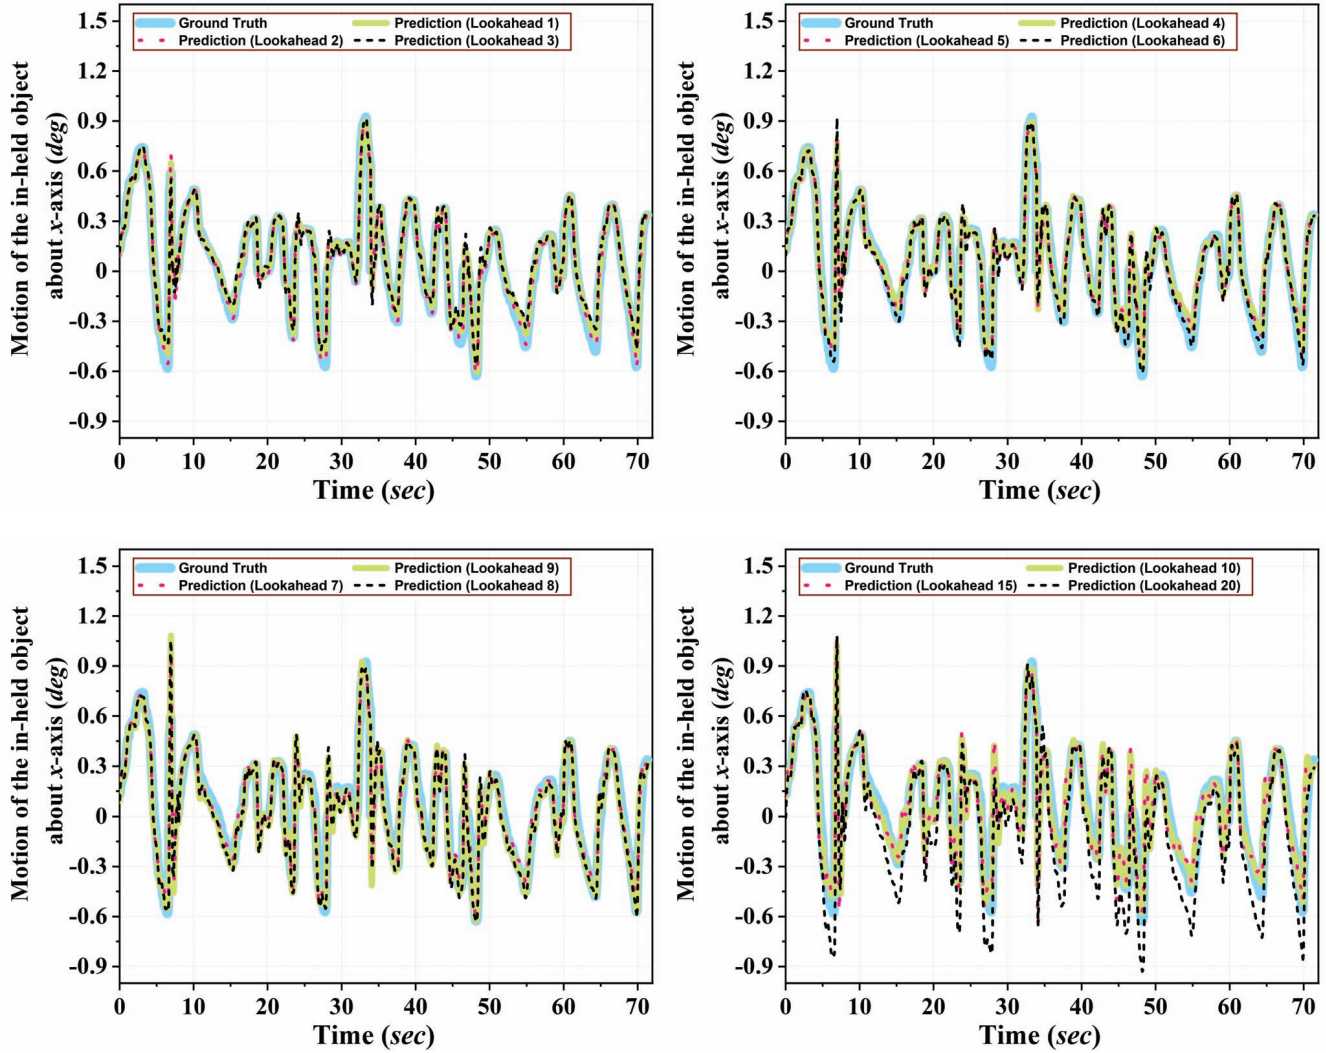 Ground Truth Prediction (Lookahead 1)
Prediction (Lookahead 2) Prediction (Lookahead 3)
1.5
1.2
0.9
0.6
0.3
0
-0.3
-0.6
-0.9
Motion of the in-held object
about x-axis (deg)
0 10 20 30 40 50 60 70
Time (sec)
Ground Truth Prediction (Lookahead 4)
Prediction (Lookahead 5) Prediction (Lookahead 6)
1.5
1.2
0.9
0.6
0.3
0
-0.3
-0.6
-0.9
Motion of the in-held object
about x-axis (deg)
0 10 20 30 40 50 60 70
Time (sec)
Ground Truth Prediction (Lookahead 9)
Prediction (Lookahead 7) Prediction (Lookahead 8)
1.5
1.2
0.9
0.6
0.3
0
-0.3
-0.6
-0.9
Motion of the in-held object
about x-axis (deg)
0 10 20 30 40 50 60 70
Time (sec)
Ground Truth Prediction (Lookahead 10)
Prediction (Lookahead 15) Prediction (Lookahead 20)
1.5
1.2
0.9
0.6
0.3
0
-0.3
-0.6
-0.9
Motion of the in-held object
about x-axis (deg)
0 10 20 30 40 50 60 70
Time (sec)